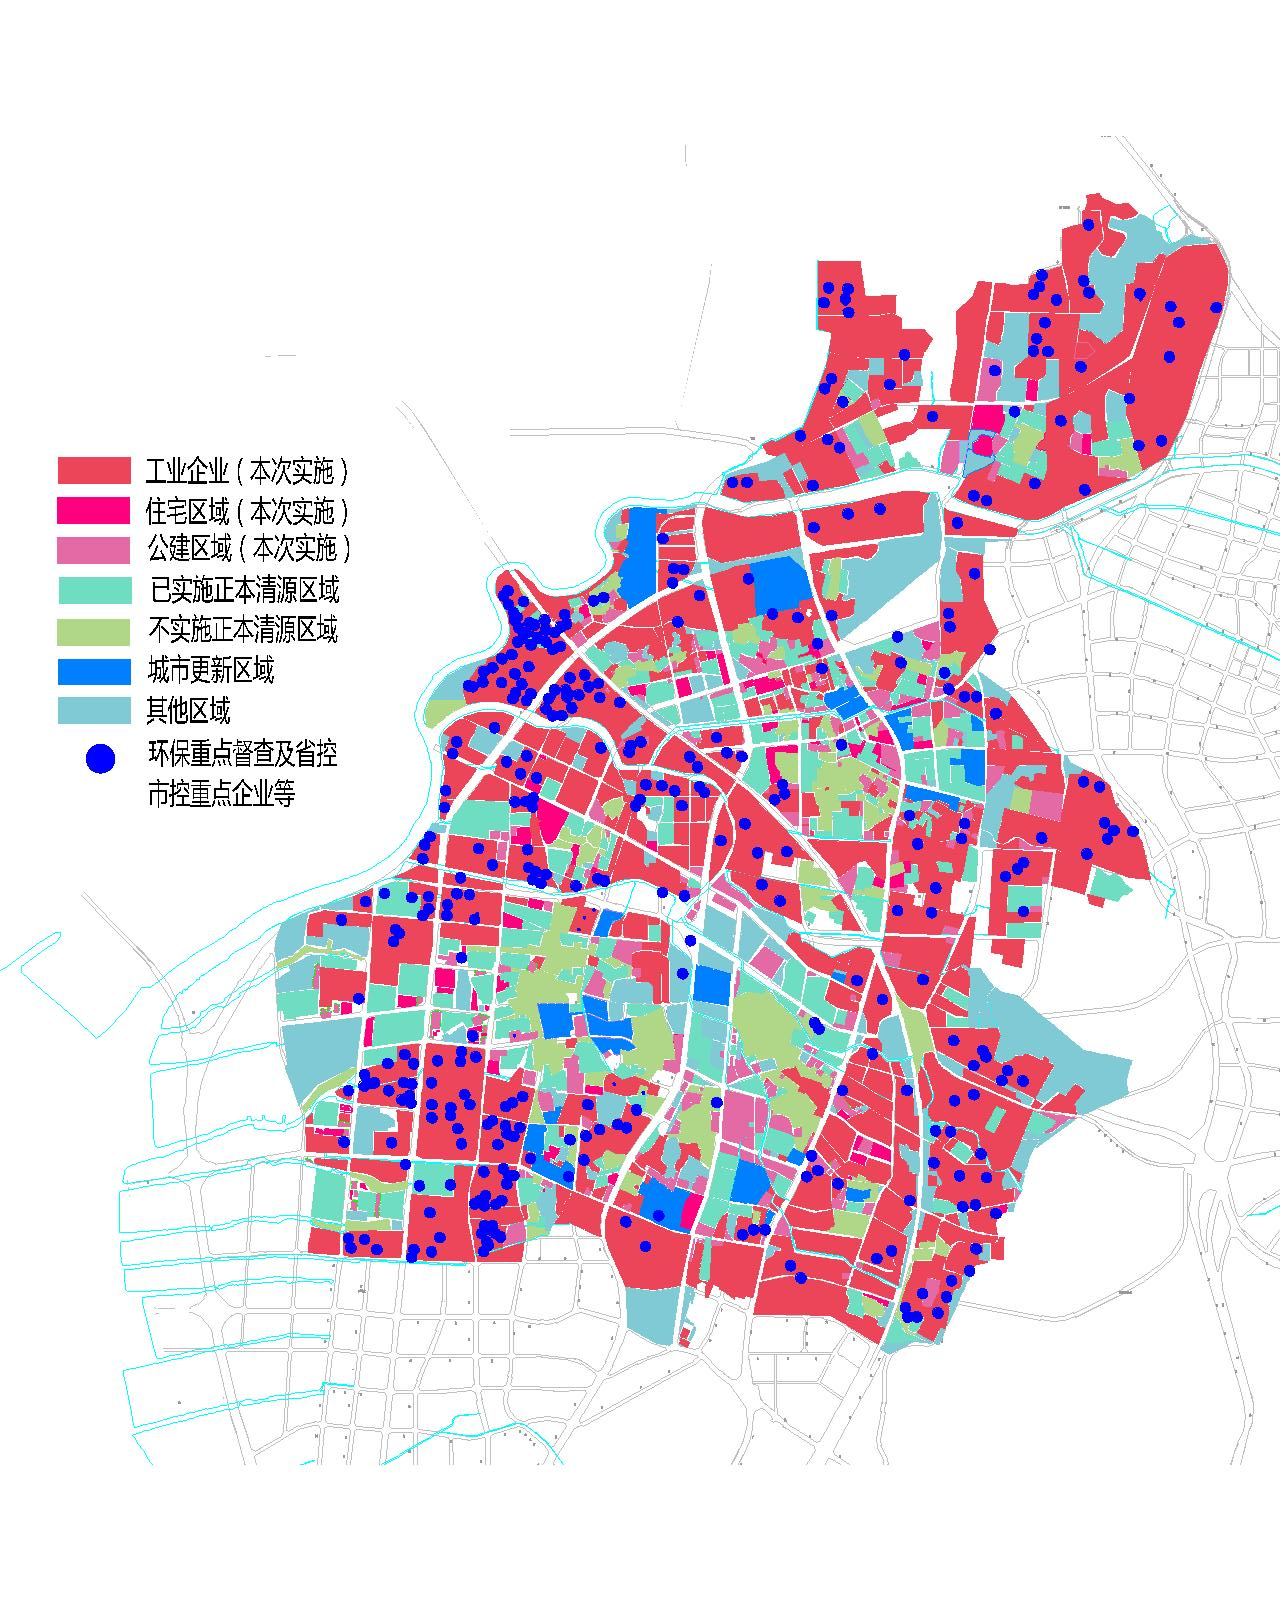 工业企业（本次实施）
住宅区域（本次实施）
公建区域（本次实施）
已实施正本清源区域
不实施正本清源区域
城市更新区域
其他区域
环保重点督查及省控
市控重点企业等